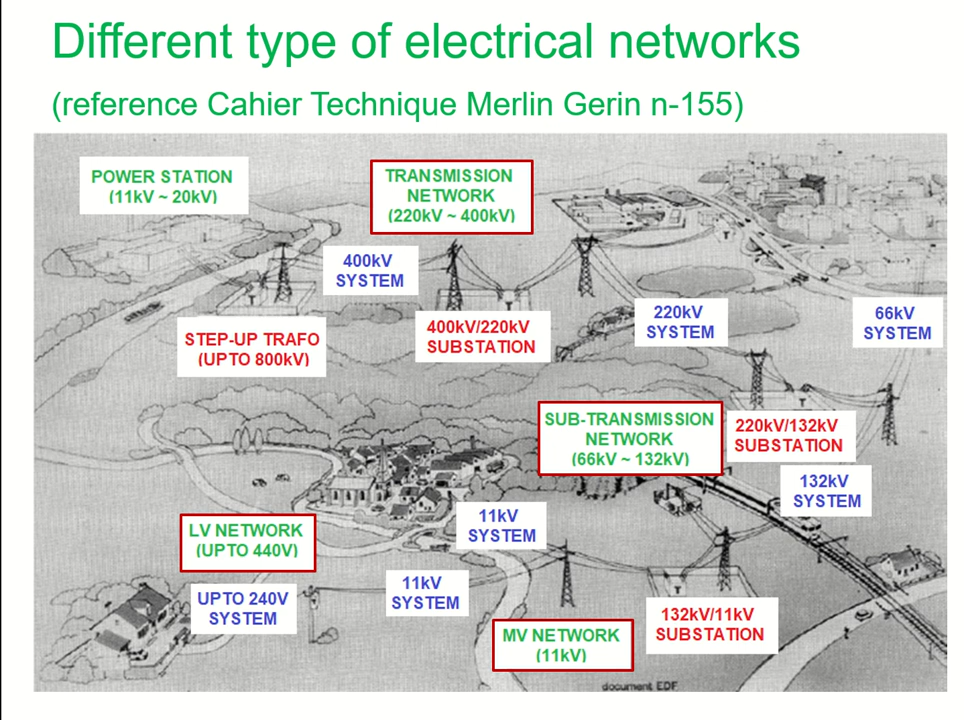 Different type of electrical networks
(reference Cahier Technique Merlin Gerin n-155)
POWER STATION
(11kV ~ 20kV)
TRANSMISSION
NETWORK
(220kV ~ 400kV)
400kV
SYSTEM
220kV
SYSTEM
66kV
SYSTEM
STEP-UP TRAFO
(UPTO 800kV)
400kV/220kV
SUBSTATION
SUB-TRANSMISSION
NETWORK
(66kV ~ 132kV)
220kV/132kV
SUBSTATION
132kV
SYSTEM
11kV
SYSTEM
LV NETWORK
(UPTO 440V)
UPTO 240V
SYSTEM
11kV
SYSTEM
132kV/11kV
SUBSTATION
MV NETWORK
(11kV)
document EDF